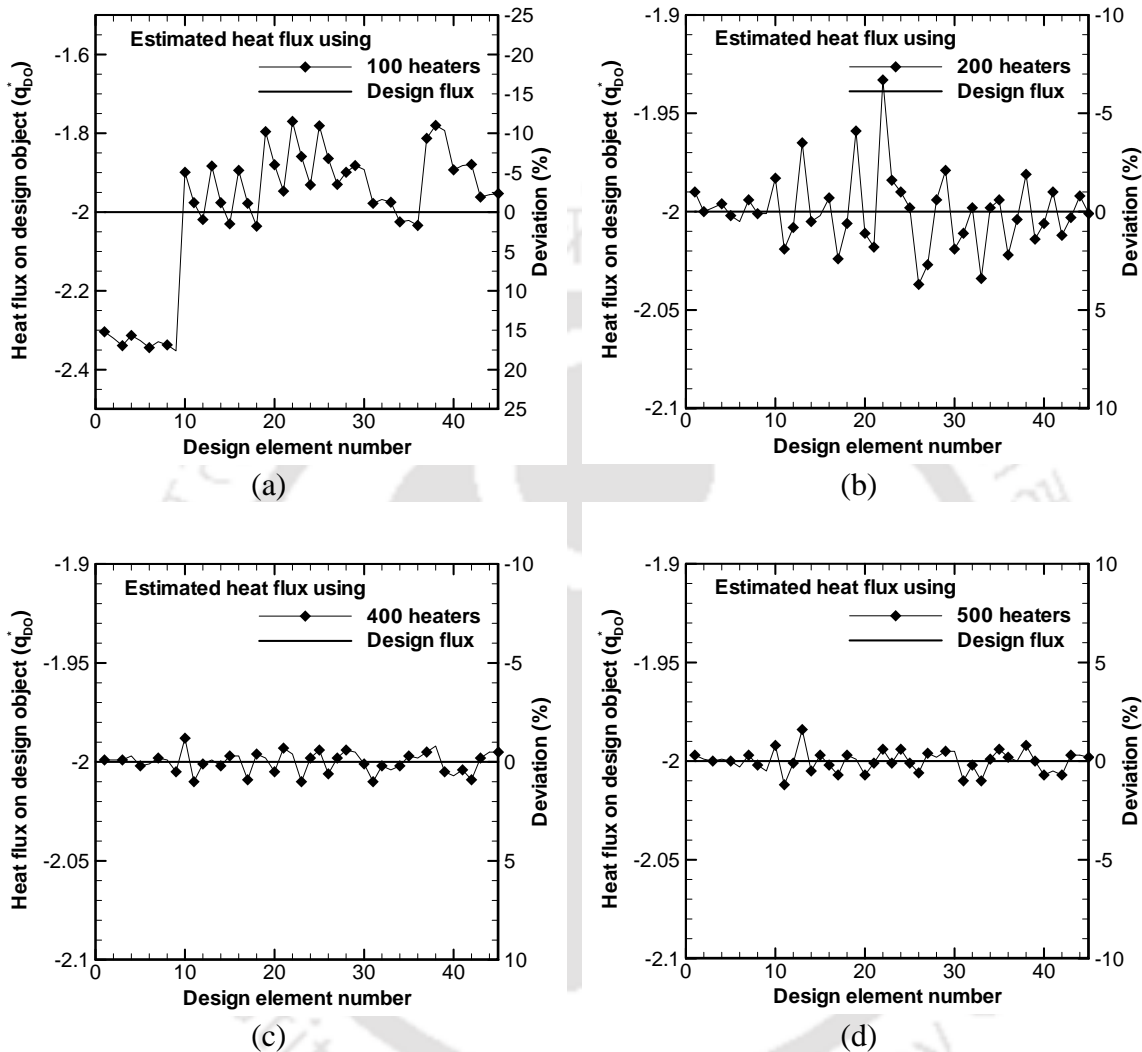 Estimated heat flux using
100 heaters
Design flux
Heat flux on design object (q*DO)
-1.6
-1.8
-2
-2.2
-2.4
-25
-20
-15
-10
-5
0
5
10
15
20
25
Deviation (%)
0 10 20 30 40
Design element number
(a)
-1.9
Estimated heat flux using
200 heaters
Design flux
Heat flux on design object (q*DO)
-1.95
-2
-2.05
-2.1
-10
-5
0
5
10
Deviation (%)
0 10 20 30 40
Design element number
(b)
-1.9
Estimated heat flux using
400 heaters
Design flux
Heat flux on design object (q*DO)
-1.95
-2
-2.05
-2.1
-10
-5
0
5
10
Deviation (%)
0 10 20 30 40
Design element number
(c)
-1.9
Estimated heat flux using
500 heaters
Design flux
Heat flux on design object (q*DO)
-1.95
-2
-2.05
-2.1
10
5
0
-5
-10
Deviation (%)
0 10 20 30 40
Design element number
(d)